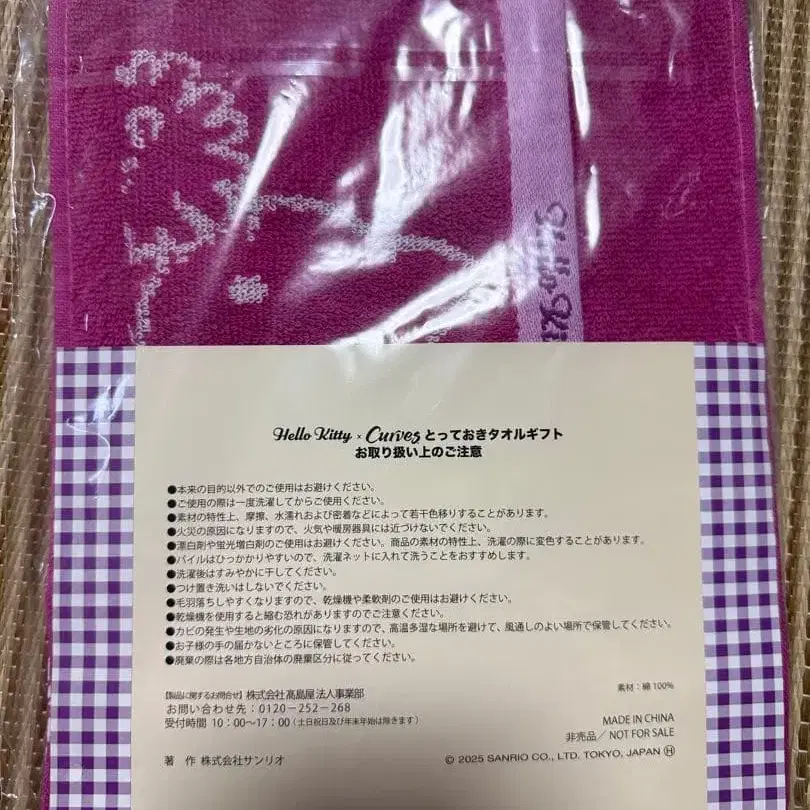 Hello Ki
Hello Kitty × Curves とっておきタオルギフト
お取り扱い上のご注意
●本来の目的以外でのご使用はお避けください。
●ご使用の際は一度洗濯してからご使用ください。
●素材の特性上、摩擦、水濡れおよび密着などによって若干色移りすることがあります。
●火災の原因になりますので、火気や暖房器具には近づけないでください。
●漂白剤や蛍光増白剤のご使用はお避けください。商品の素材の特性上、洗濯の際に変色することがあります。
●パイルはひっかかりやすいので、洗濯ネットに入れて洗うことをおすすめします。
●洗濯後はすみやかに干してください。
●つけ置き洗いはしないでください。
●毛羽落ちしやすくなりますので、乾燥機や柔軟剤のご使用はお避けください。
●乾燥機を使用すると縮む恐れがありますのでご注意ください。
●カビの発生や生地の劣化の原因になりますので、高温多湿な場所を避けて、風通しのよい場所で保管してください。
●お子様の手の届かないところに保管してください。
●廃棄の際は各地方自治体の廃棄区分に従ってください。
【製品に関するお問合せ】株式会社髙島屋 法人事業部
お問い合わせ先：0120-252-268
受付時間 10：00〜17：00（土日祝日及び年末年始は除きます）
著 作 株式会社サンリオ
素材：綿100%
MADE IN CHINA
非売品／NOT FOR SALE
© 2025 SANRIO CO., LTD. TOKYO, JAPAN Ⓗ